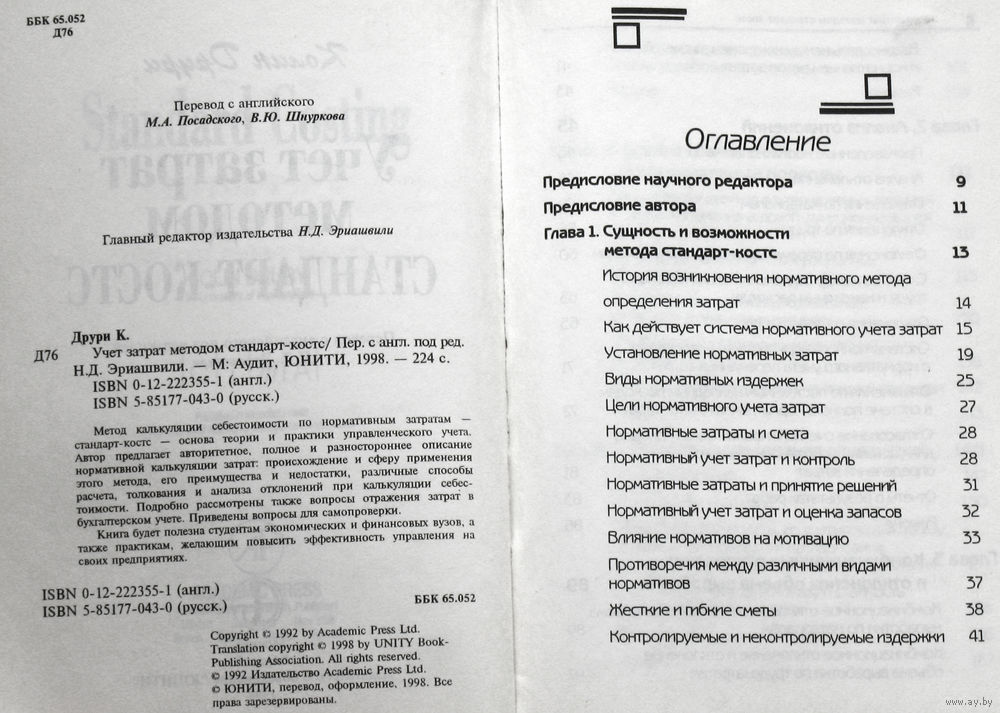 ББК 65.052
Д76
Перевод с английского
М.А. Посадского, В.Ю. Шнуркова
Главный редактор издательства Н.Д. Эриашвили
Друри К.
Д76 Учет затрат методом стандарт-костс/ Пер. с англ. под ред.
Н.Д. Эриашвили. — М: Аудит, ЮНИТИ, 1998. — 224 с.
ISBN 0-12-222355-1 (англ.)
ISBN 5-85177-043-0 (русск.)
Метод калькуляции себестоимости по нормативным затратам —
стандарт-костс — основа теории и практики управленческого учета.
Автор предлагает авторитетное, полное и разностороннее описание
нормативной калькуляции затрат: происхождение и сферу применения
этого метода, его преимущества и недостатки, различные способы
расчета, толкования и анализа отклонений при калькуляции себес-
тоимости. Подробно рассмотрены также вопросы отражения затрат в
бухгалтерском учете. Приведены вопросы для самопроверки.
Книга будет полезна студентам экономических и финансовых вузов, а
также практикам, желающим повысить эффективность управления на
своих предприятиях.
ISBN 0-12-222355-1 (англ.)
ISBN 5-85177-043-0 (русск.)
ББК 65.052
Copyright © 1992 by Academic Press Ltd.
Translation copyright © 1998 by UNITY Book-
Publishing Association. All rights reserved.
© 1992 Издательство Academic Press Ltd.
© ЮНИТИ, перевод, оформление, 1998. Все
права зарезервированы.
Оглавление
Предисловие научного редактора 9
Предисловие автора 11
Глава 1. Сущность и возможности
метода стандарт-костс 13
История возникновения нормативного метода
определения затрат 14
Как действует система нормативного учета затрат 15
Установление нормативных затрат 19
Виды нормативных издержек 25
Цели нормативного учета затрат 27
Нормативные затраты и смета 28
Нормативный учет затрат и контроль 28
Нормативные затраты и принятие решений 31
Нормативный учет затрат и оценка запасов 32
Влияние нормативов на мотивацию 33
Противоречия между различными видами
нормативов 37
Жесткие и гибкие сметы 38
Контролируемые и неконтролируемые издержки 41
www.ay.by